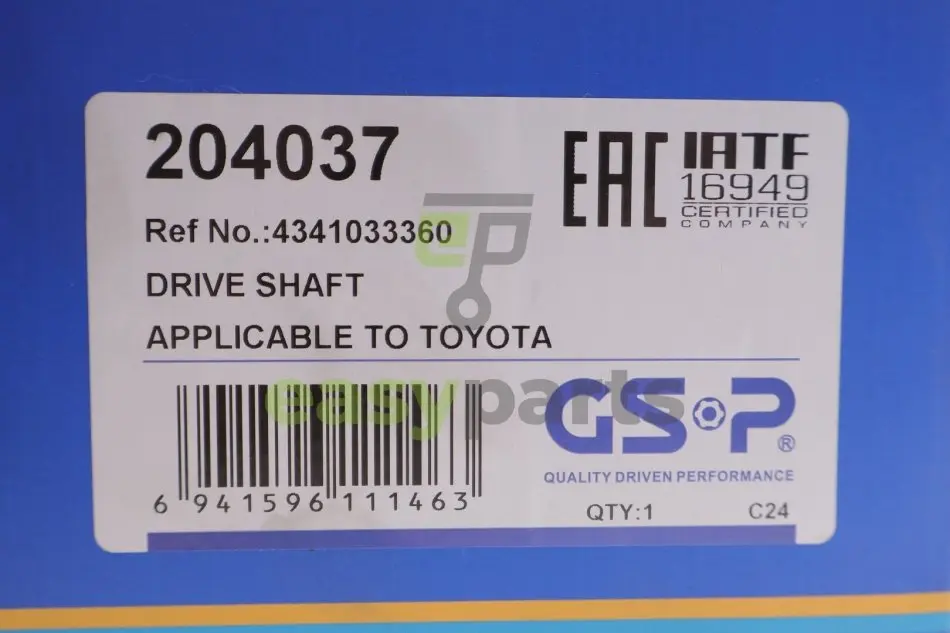 204037
EAC
IATF
16949
CERTIFIED
COMPANY
Ref No.:4341033360
DRIVE SHAFT
APPLICABLE TO TOYOTA
easyparts
6 941596 111463
GSP®
QUALITY DRIVEN PERFORMANCE
QTY:1
C24